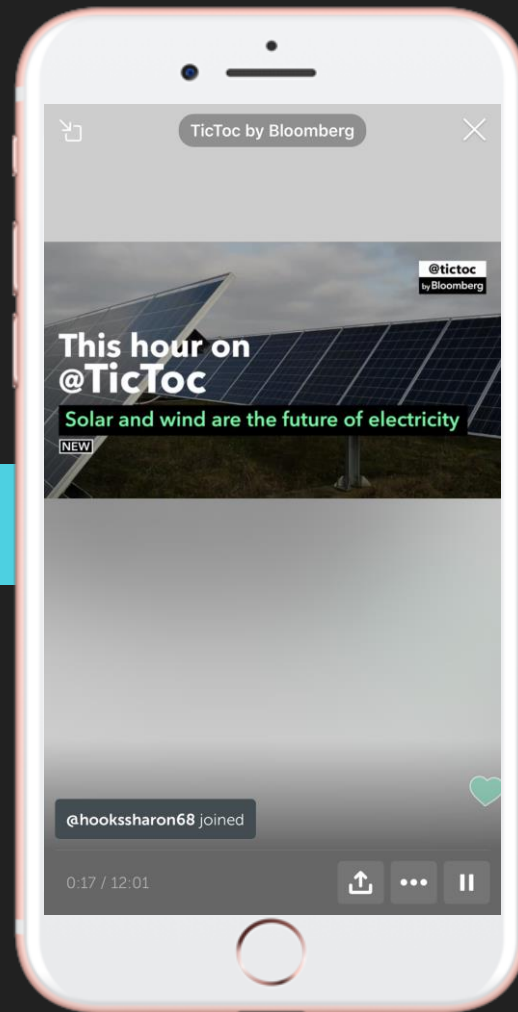 TicToc by Bloomberg
@tictoc
by Bloomberg
This hour on
@TicToc
Solar and wind are the future of electricity
NEW
@hookssharon68 joined
0:17 / 12:01